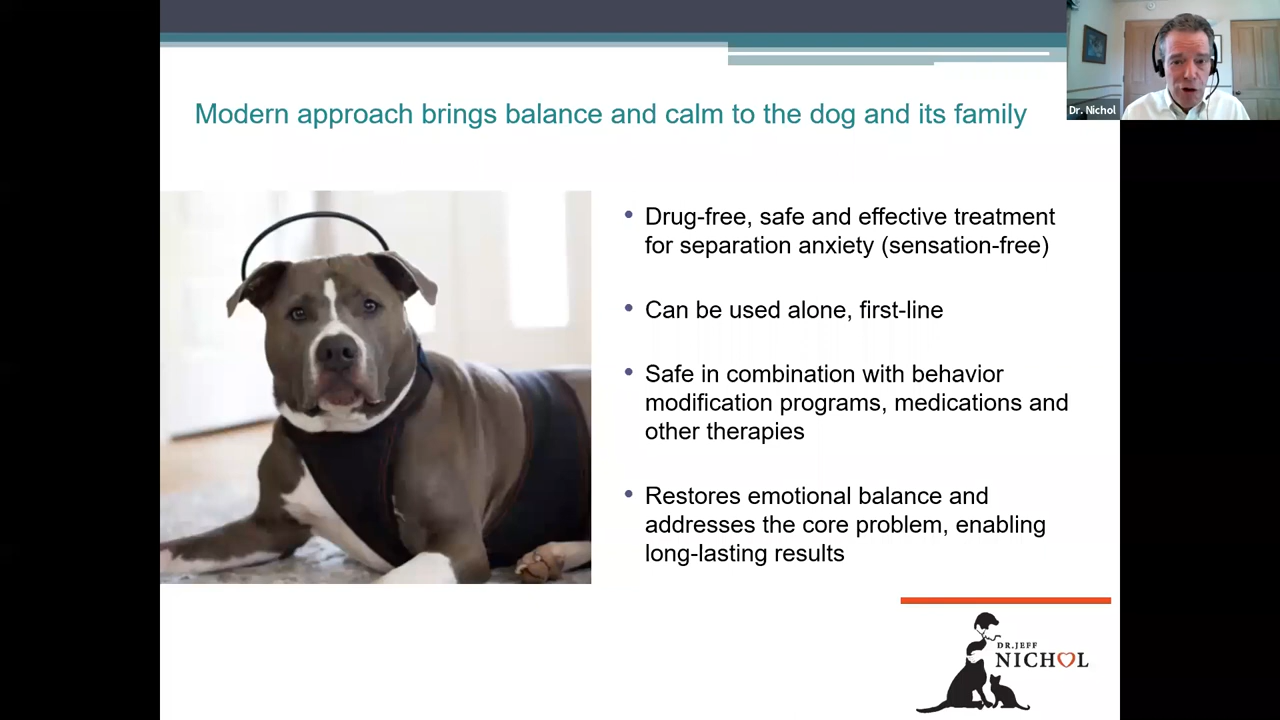 Modern approach brings balance and calm to the dog and its family
Dr. Nichol
• Drug-free, safe and effective treatment
for separation anxiety (sensation-free)
• Can be used alone, first-line
• Safe in combination with behavior
modification programs, medications and
other therapies
• Restores emotional balance and
addresses the core problem, enabling
long-lasting results
DR.JEFF
NICHOL